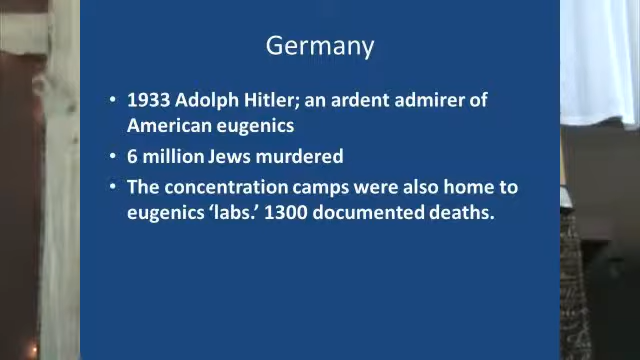 Germany
• 1933 Adolph Hitler; an ardent admirer of
American eugenics
• 6 million Jews murdered
• The concentration camps were also home to
eugenics ‘labs.’ 1300 documented deaths.